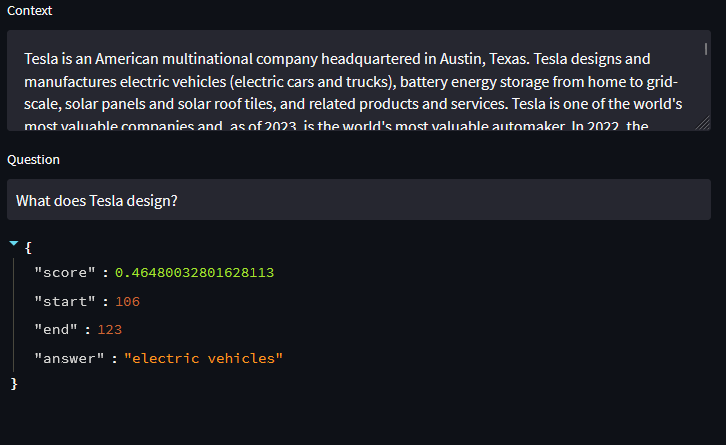 Context
Tesla is an American multinational company headquartered in Austin, Texas. Tesla designs and
manufactures electric vehicles (electric cars and trucks), battery energy storage from home to grid-
scale, solar panels and solar roof tiles, and related products and services. Tesla is one of the world's
most valuable companies and, as of 2023, is the world's most valuable automaker. In 2022, the
Question
What does Tesla design?
{
"score" : 0.46480032801628113
"start" : 106
"end" : 123
"answer" : "electric vehicles"
}